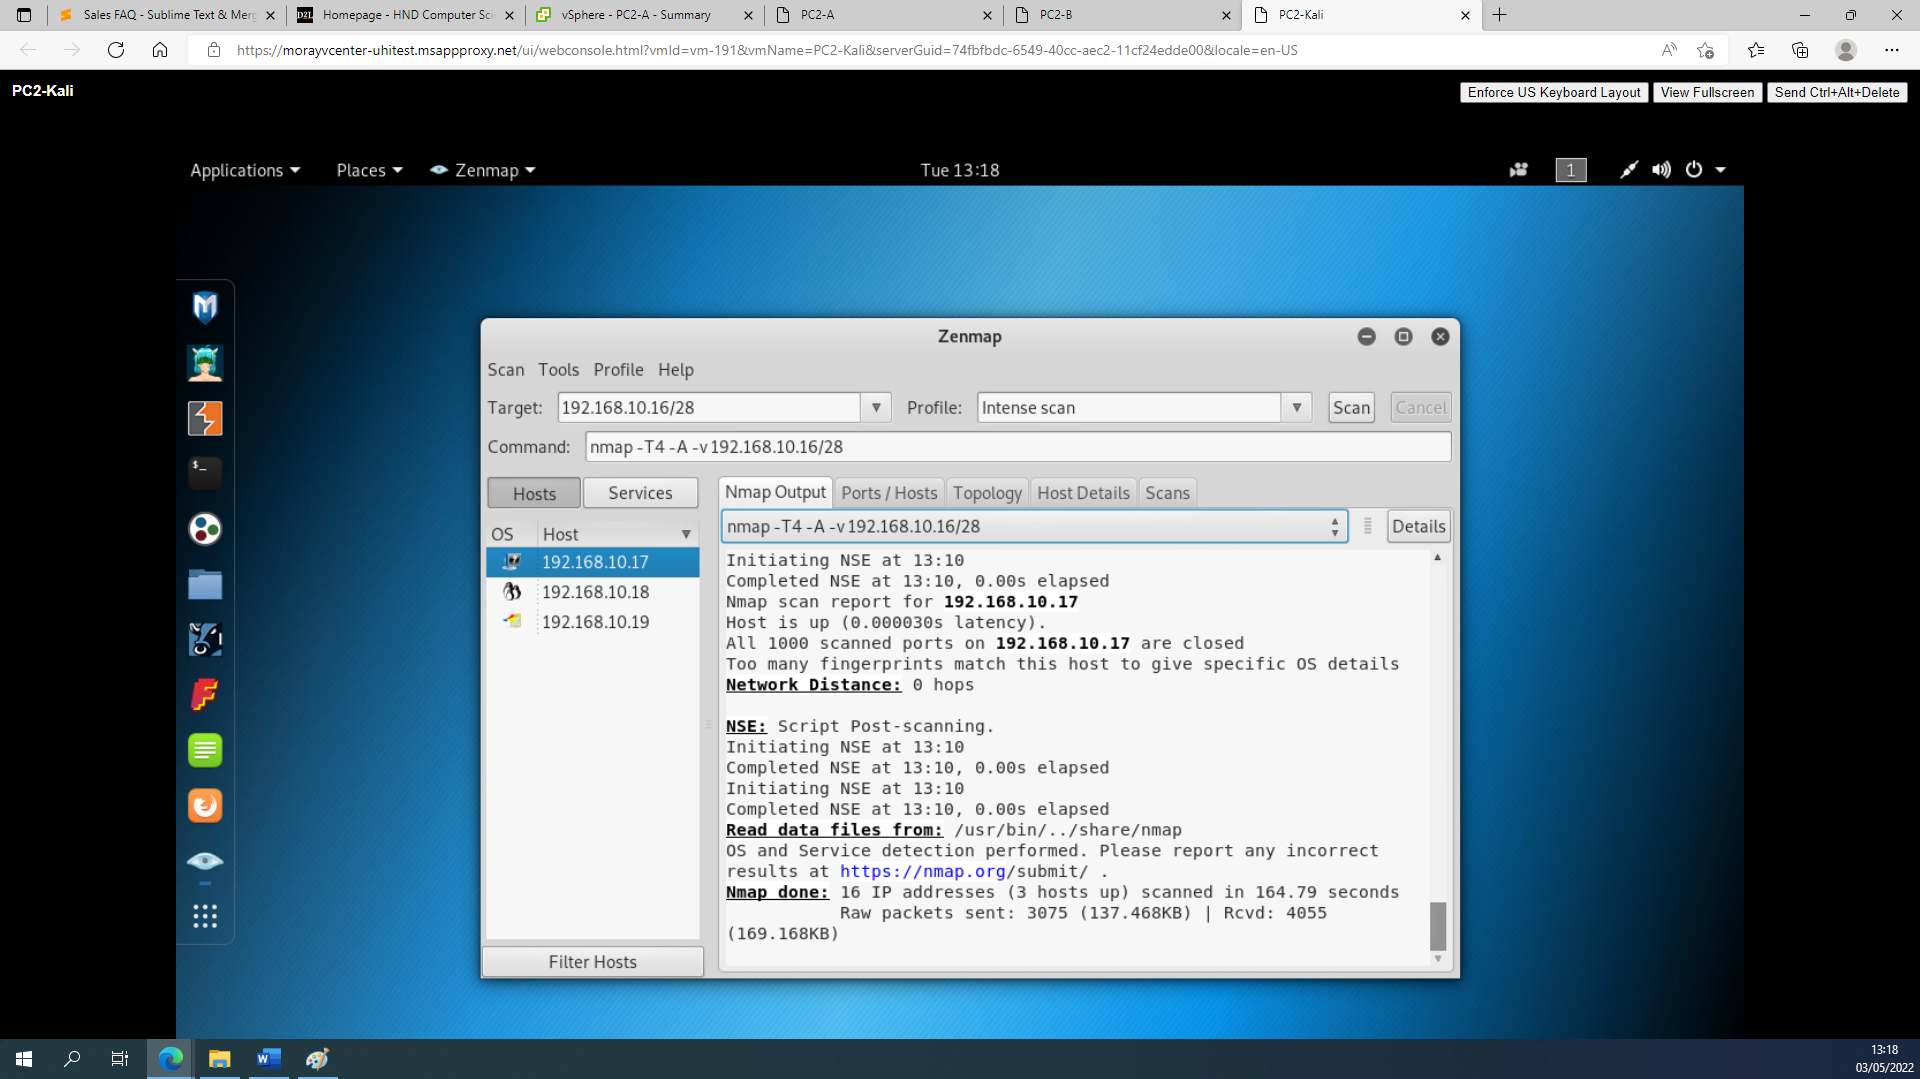 Sales FAQ - Sublime Text & Merg
D2L
Homepage - HND Computer Sci
vSphere - PC2-A - Summary
PC2-A
PC2-B
PC2-Kali
https://morayvcenter-uhitest.msappproxy.net/ui/webconsole.html?vmId=vm-191&vmName=PC2-Kali&serverGuid=74fbfbdc-6549-40cc-aec2-11cf24edde00&locale=en-US
PC2-Kali
Enforce US Keyboard Layout
View Fullscreen
Send Ctrl+Alt+Delete
Applications
Places
Zenmap
Tue 13:18
1
Zenmap
Scan Tools Profile Help
Target: 192.168.10.16/28 Profile: Intense scan Scan Cancel
Command: nmap -T4 -A -v 192.168.10.16/28
Hosts Services
Nmap Output Ports / Hosts Topology Host Details Scans
OS Host
192.168.10.17
192.168.10.18
192.168.10.19
Filter Hosts
nmap -T4 -A -v 192.168.10.16/28 Details
Initiating NSE at 13:10
Completed NSE at 13:10, 0.00s elapsed
Nmap scan report for 192.168.10.17
Host is up (0.000030s latency).
All 1000 scanned ports on 192.168.10.17 are closed
Too many fingerprints match this host to give specific OS details
Network Distance: 0 hops
NSE: Script Post-scanning.
Initiating NSE at 13:10
Completed NSE at 13:10, 0.00s elapsed
Initiating NSE at 13:10
Completed NSE at 13:10, 0.00s elapsed
Read data files from: /usr/bin/../share/nmap
OS and Service detection performed. Please report any incorrect
results at https://nmap.org/submit/ .
Nmap done: 16 IP addresses (3 hosts up) scanned in 164.79 seconds
Raw packets sent: 3075 (137.468KB) | Rcvd: 4055
(169.168KB)
13:18
03/05/2022